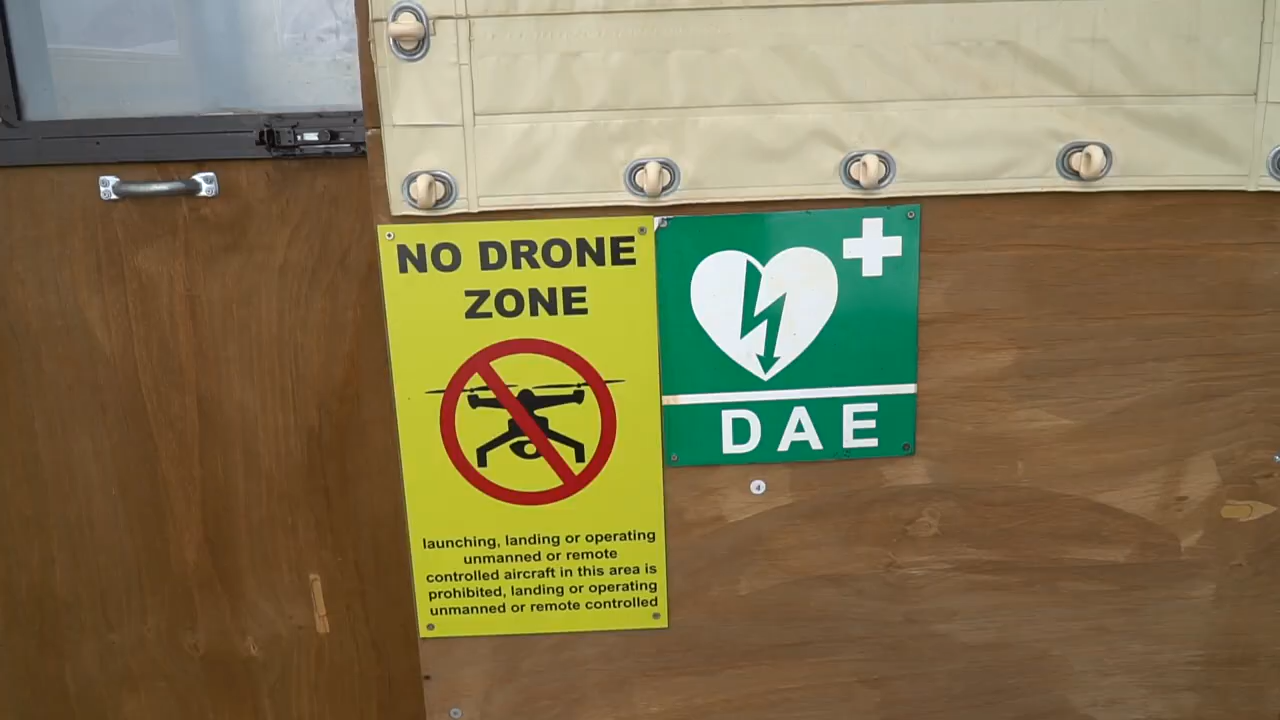 NO DRONE
ZONE
launching, landing or operating
unmanned or remote
controlled aircraft in this area is
prohibited, landing or operating
unmanned or remote controlled
DAE